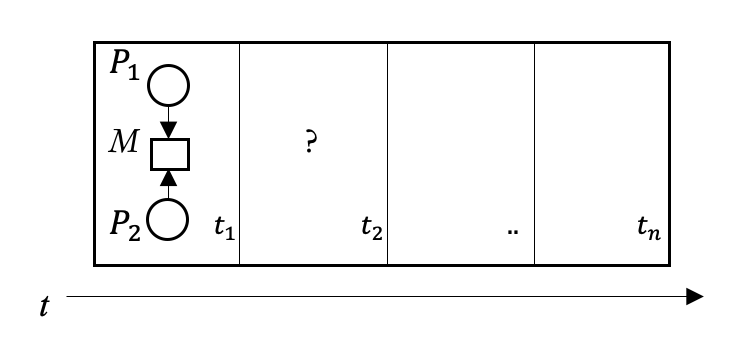 P₁
M
?
P₂
t₁
t₂
..
tₙ
t